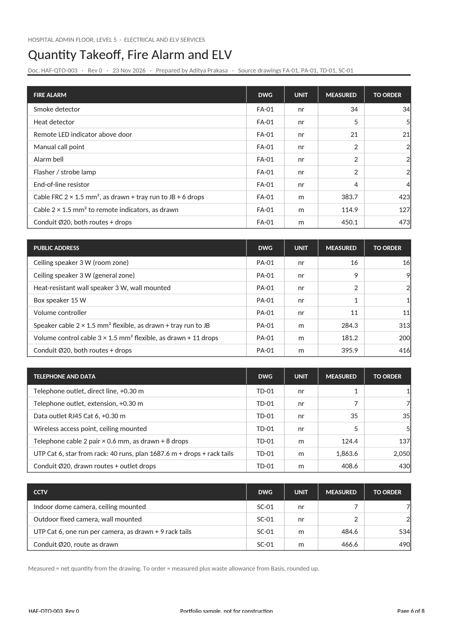 HOSPITAL ADMIN FLOOR, LEVEL 5 · ELECTRICAL AND ELV SERVICES
Quantity Takeoff, Fire Alarm and ELV
Doc. HAF-QTO-003 · Rev 0 · 23 Nov 2026 · Prepared by Aditya Prakasa · Source drawings FA-01, PA-01, TD-01, SC-01
FIRE ALARM DWG UNIT MEASURED TO ORDER
Smoke detector FA-01 nr 34 34
Heat detector FA-01 nr 5 5
Remote LED indicator above door FA-01 nr 21 21
Manual call point FA-01 nr 2 2
Alarm bell FA-01 nr 2 2
Flasher / strobe lamp FA-01 nr 2 2
End-of-line resistor FA-01 nr 4 4
Cable FRC 2 × 1.5 mm², as drawn + tray run to JB + 6 drops FA-01 m 383.7 423
Cable 2 × 1.5 mm² to remote indicators, as drawn FA-01 m 114.9 127
Conduit Ø20, both routes + drops FA-01 m 450.1 473
PUBLIC ADDRESS DWG UNIT MEASURED TO ORDER
Ceiling speaker 3 W (room zone) PA-01 nr 16 16
Ceiling speaker 3 W (general zone) PA-01 nr 9 9
Heat-resistant wall speaker 3 W, wall mounted PA-01 nr 2 2
Box speaker 15 W PA-01 nr 1 1
Volume controller PA-01 nr 11 11
Speaker cable 2 × 1.5 mm² flexible, as drawn + tray run to JB PA-01 m 284.3 313
Volume control cable 3 × 1.5 mm² flexible, as drawn + 11 drops PA-01 m 181.2 200
Conduit Ø20, both routes + drops PA-01 m 395.9 416
TELEPHONE AND DATA DWG UNIT MEASURED TO ORDER
Telephone outlet, direct line, +0.30 m TD-01 nr 1 1
Telephone outlet, extension, +0.30 m TD-01 nr 7 7
Data outlet RJ45 Cat 6, +0.30 m TD-01 nr 35 35
Wireless access point, ceiling mounted TD-01 nr 5 5
Telephone cable 2 pair × 0.6 mm, as drawn + 8 drops TD-01 m 124.4 137
UTP Cat 6, star from rack: 40 runs, plan 1687.6 m + drops + rack tails TD-01 m 1,863.6 2,050
Conduit Ø20, drawn routes + outlet drops TD-01 m 408.6 430
CCTV DWG UNIT MEASURED TO ORDER
Indoor dome camera, ceiling mounted SC-01 nr 7 7
Outdoor fixed camera, wall mounted SC-01 nr 2 2
UTP Cat 6, one run per camera, as drawn + 9 rack tails SC-01 m 484.6 534
Conduit Ø20, route as drawn SC-01 m 466.6 490
Measured = net quantity from the drawing. To order = measured plus waste allowance from Basis, rounded up.
HAF-QTO-003 Rev 0 Portfolio sample, not for construction Page 6 of 8